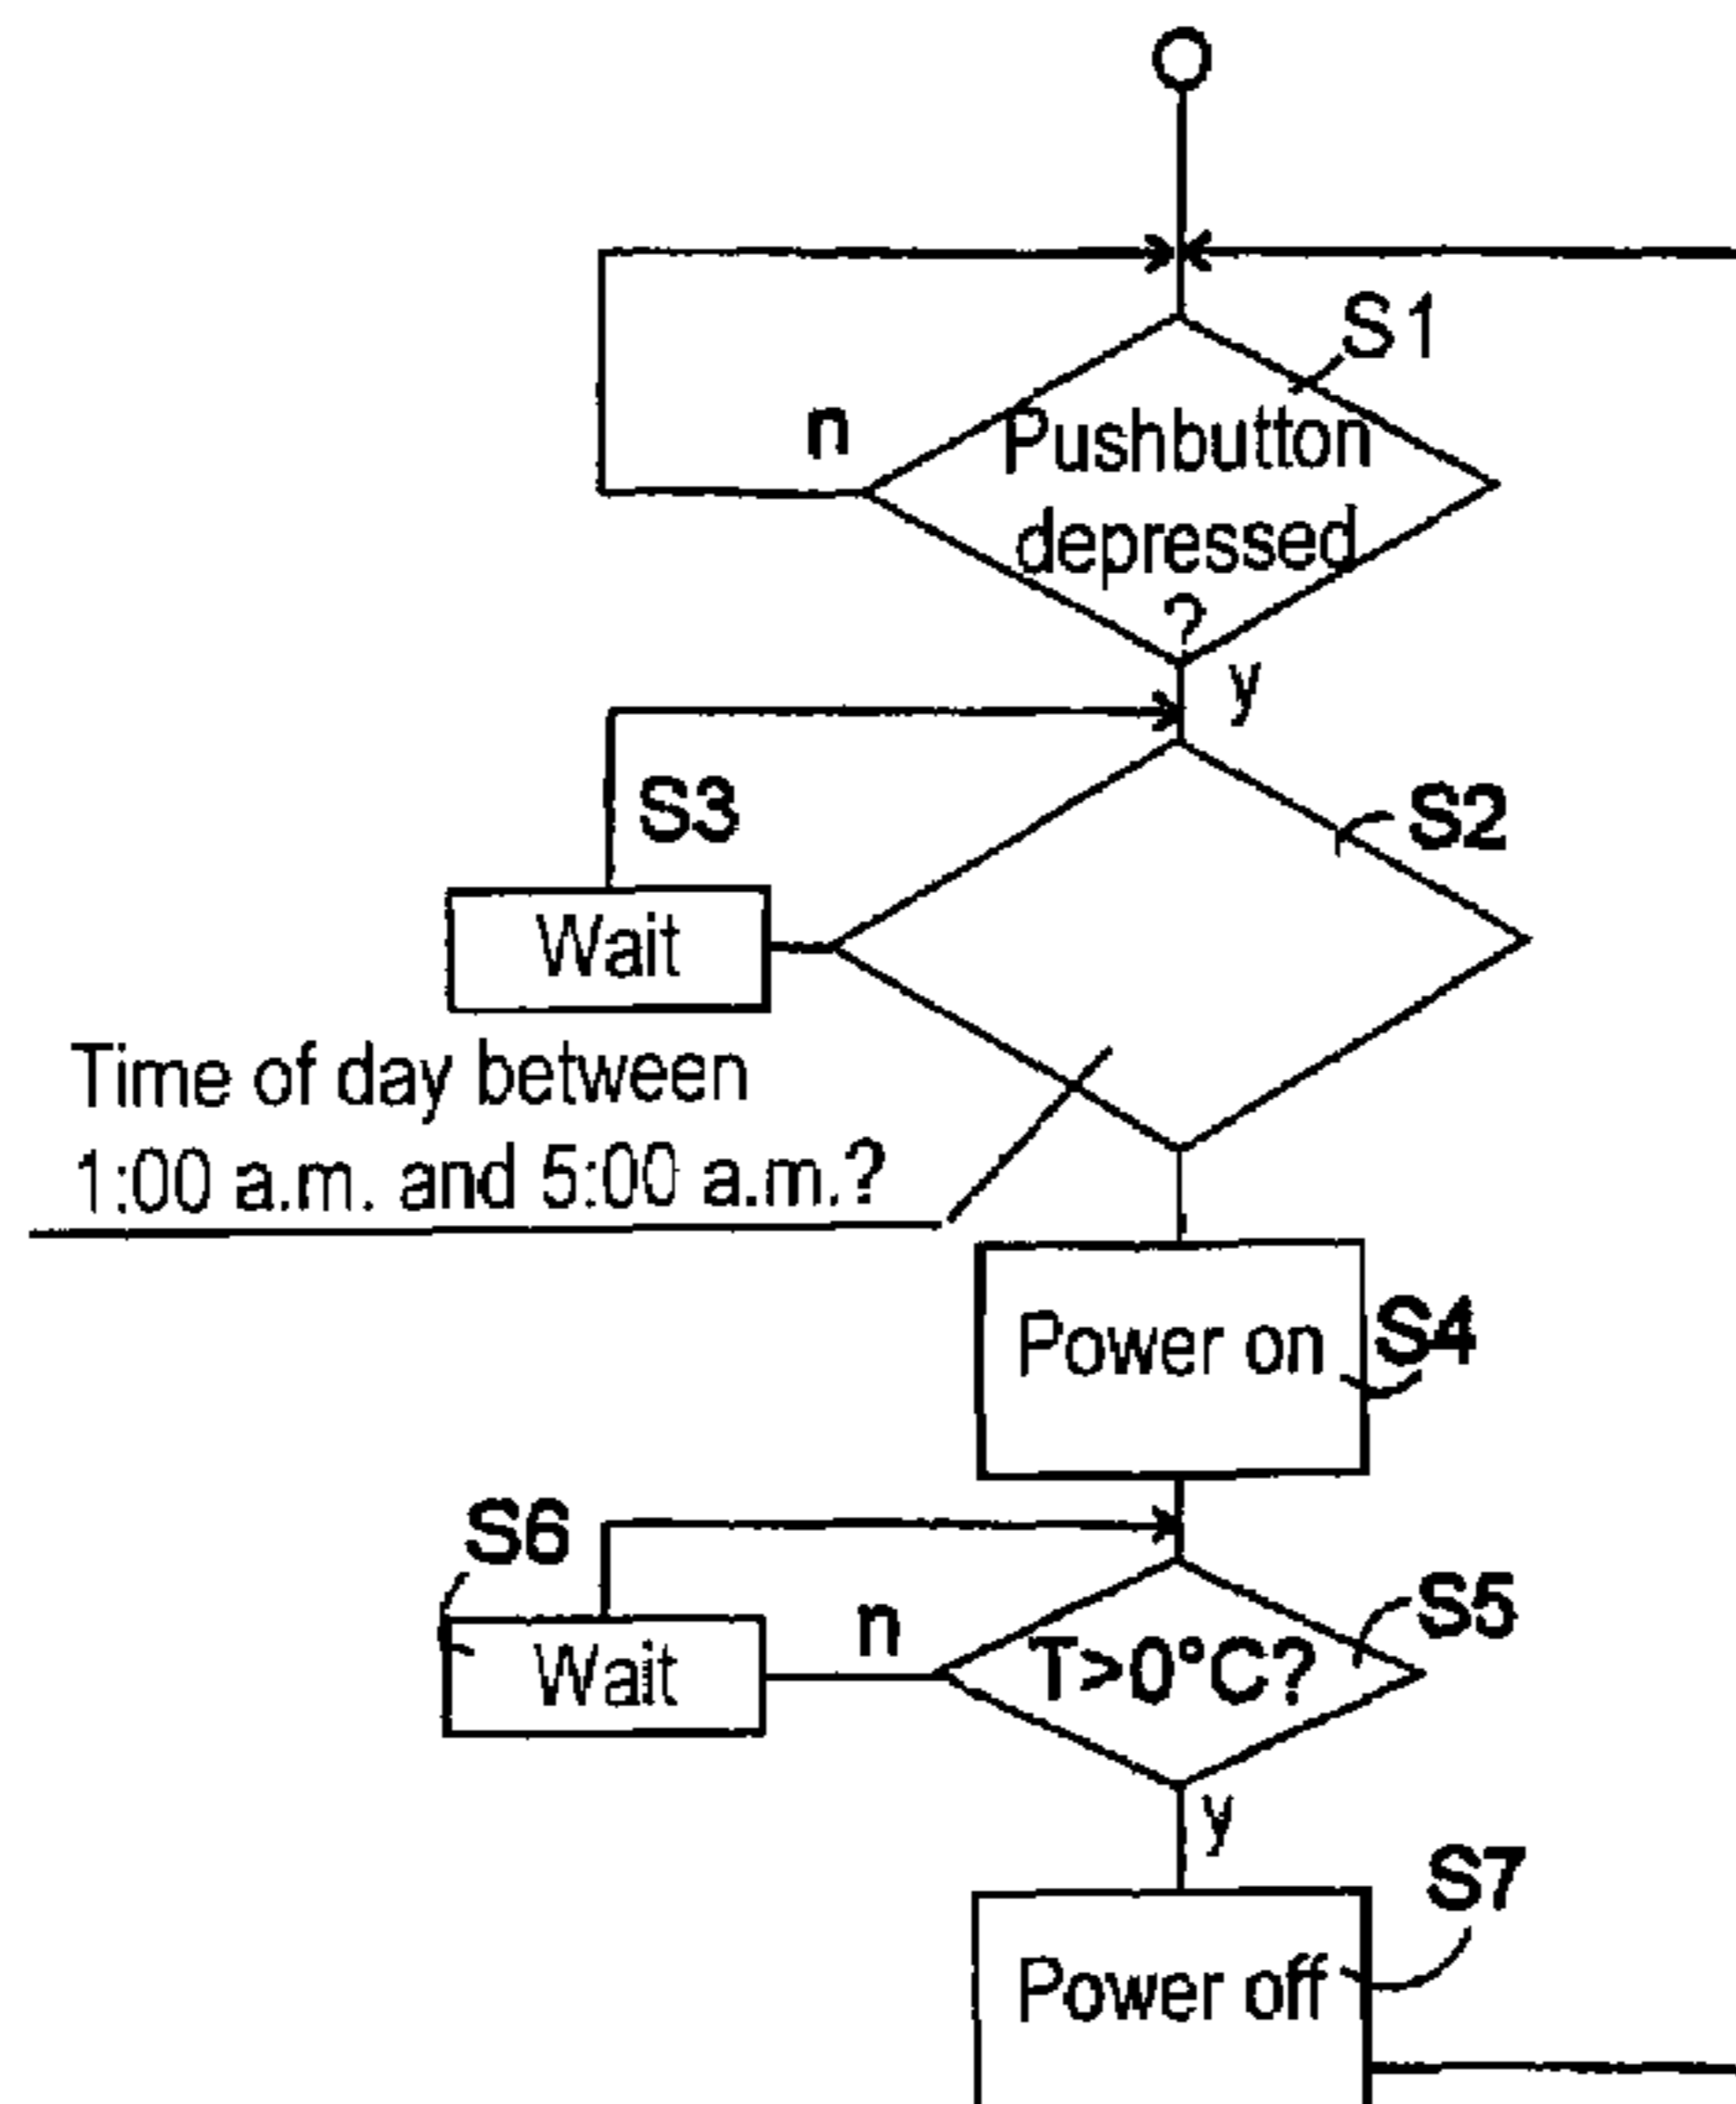 S1
n
Pushbutton
depressed
?
y
S3
S2
Wait
Time of day between
1:00 a.m. and 5:00 a.m.?
Power on
S4
S6
S5
n
T>0°C?
Wait
y
S7
Power off